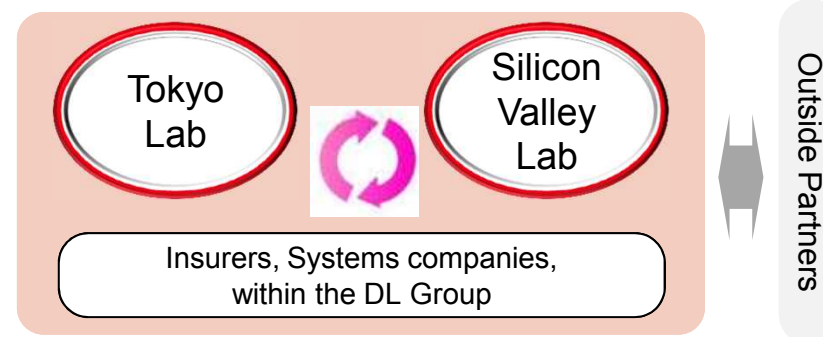 Tokyo
Lab
Silicon
Valley
Lab
Insurers, Systems companies,
within the DL Group
Outside Partners